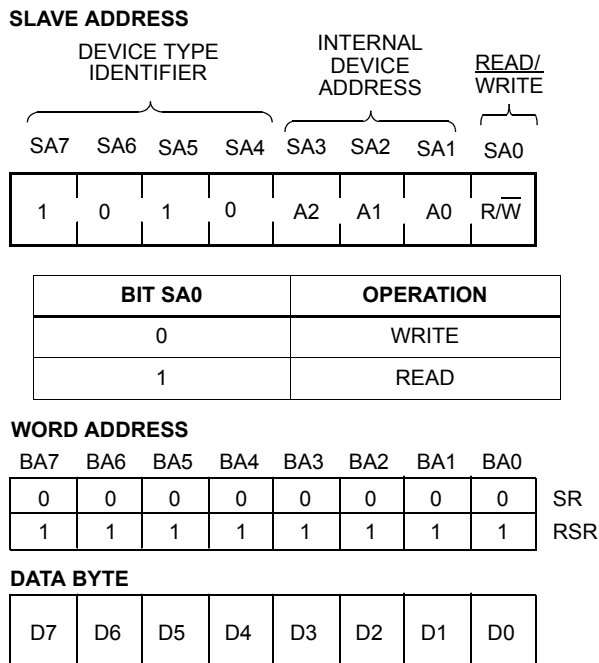 SLAVE ADDRESS
DEVICE TYPE
IDENTIFIER
INTERNAL
DEVICE
ADDRESS
READ/
WRITE
SA7 SA6 SA5 SA4 SA3 SA2 SA1 SA0
1 0 1 0 A2 A1 A0 R/W̅
BIT SA0 OPERATION
0 WRITE
1 READ
WORD ADDRESS
BA7 BA6 BA5 BA4 BA3 BA2 BA1 BA0
0 0 0 0 0 0 0 0 SR
1 1 1 1 1 1 1 1 RSR
DATA BYTE
D7 D6 D5 D4 D3 D2 D1 D0